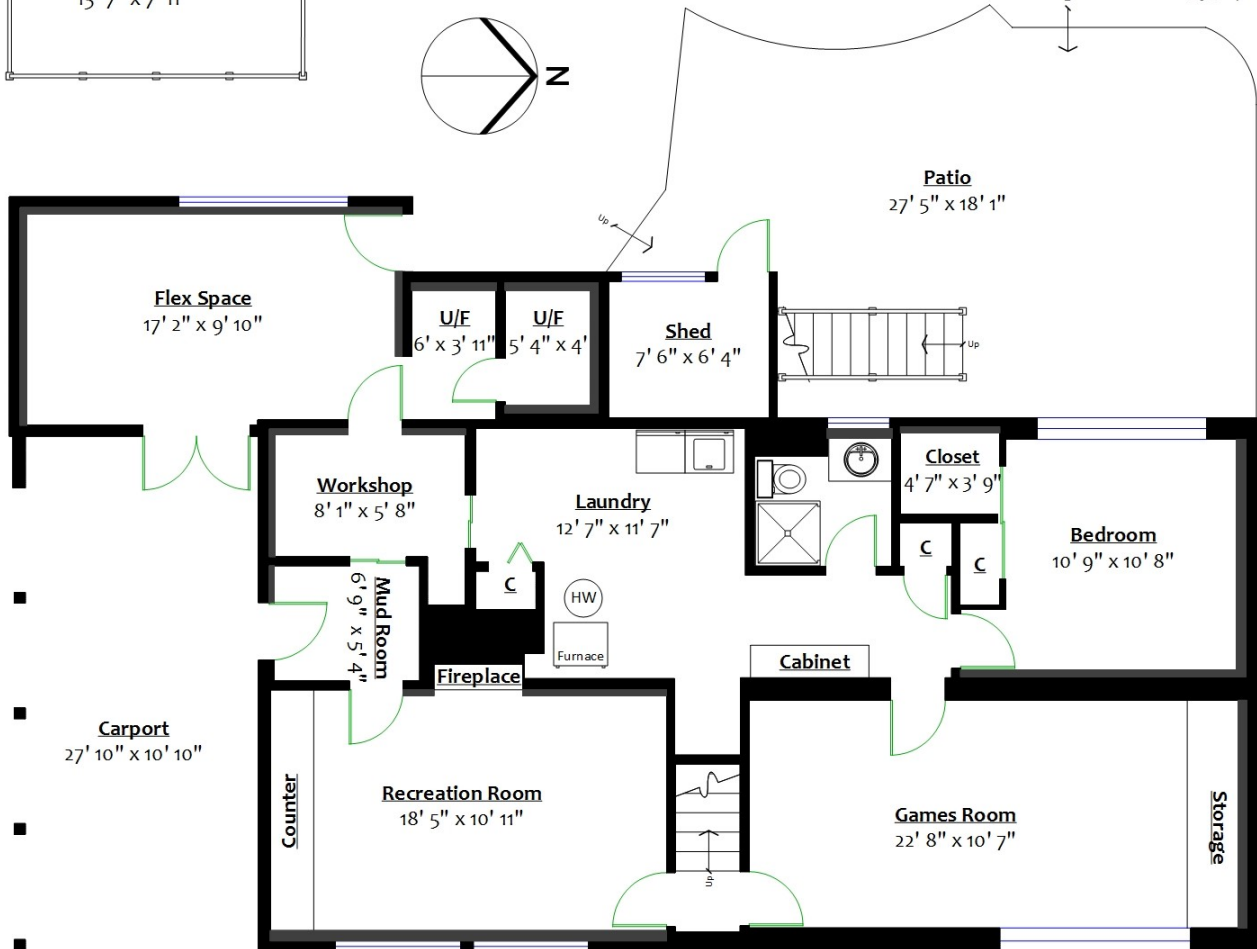 N
Patio
27' 5" x 18' 1"
Up
Flex Space
17' 2" x 9' 10"
U/F
6' x 3' 11"
U/F
5' 4" x 4'
Shed
7' 6" x 6' 4"
Up
Workshop
8' 1" x 5' 8"
Laundry
12' 7" x 11' 7"
Closet
4' 7" x 3' 9"
Bedroom
10' 9" x 10' 8"
C
C
C
HW
Furnace
Mud Room
6' 9" x 5' 4"
Fireplace
Cabinet
Carport
27' 10" x 10' 10"
Counter
Recreation Room
18' 5" x 10' 11"
Up
Games Room
22' 8" x 10' 7"
Storage